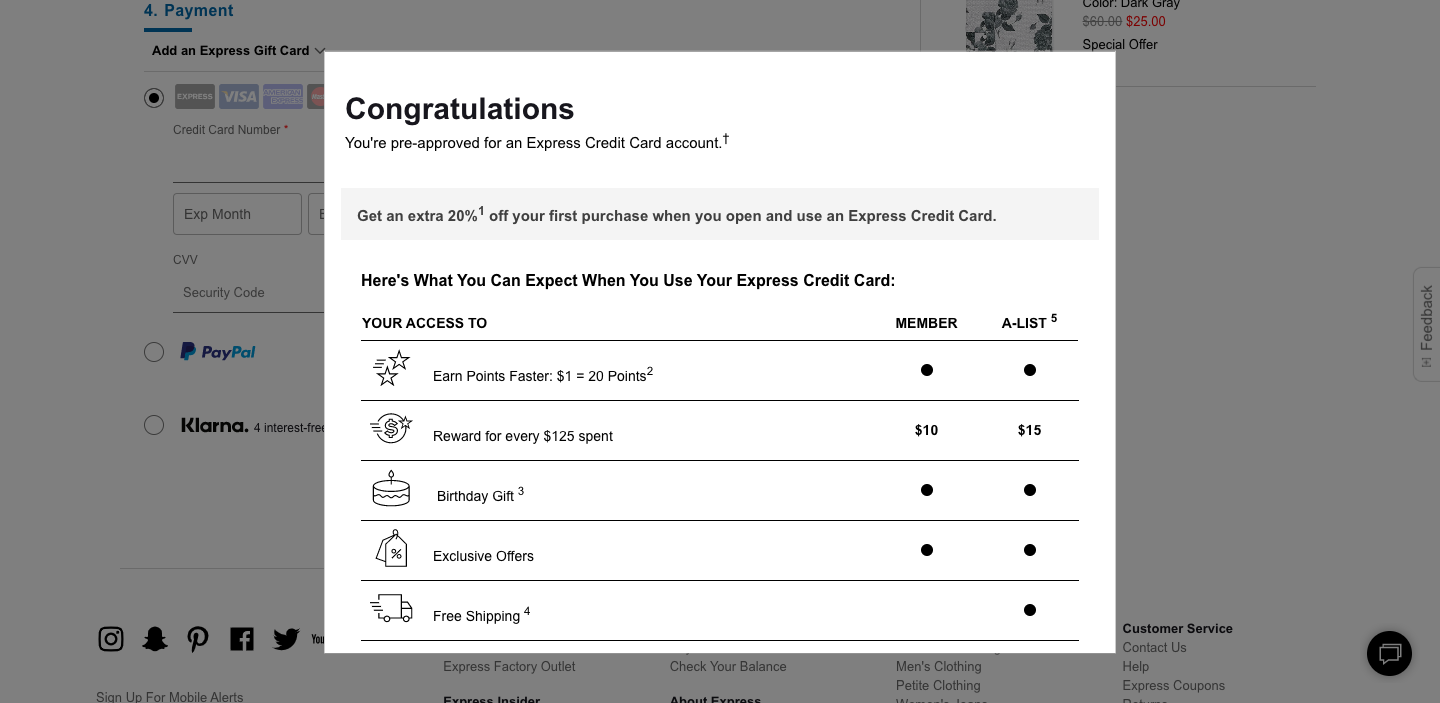 4. Payment
Add an Express Gift Card
EXPRESS VISA AMERICAN EXPRESS
Credit Card Number *
Exp Month
CVV
Security Code
PayPal
Klarna. 4 interest-free
Color: Dark Gray
$60.00 $25.00
Special Offer
Congratulations
You're pre-approved for an Express Credit Card account.†
Get an extra 20%1 off your first purchase when you open and use an Express Credit Card.
Here's What You Can Expect When You Use Your Express Credit Card:
YOUR ACCESS TO MEMBER A-LIST 5
Earn Points Faster: $1 = 20 Points2
Reward for every $125 spent $10 $15
Birthday Gift 3
%
Exclusive Offers
Free Shipping 4
Feedback
You
Sign Up For Mobile Alerts
Express Factory Outlet
Express Insider
Check Your Balance
About Express
Men's Clothing
Petite Clothing
Women's Jeans
Customer Service
Contact Us
Help
Express Coupons
Returns